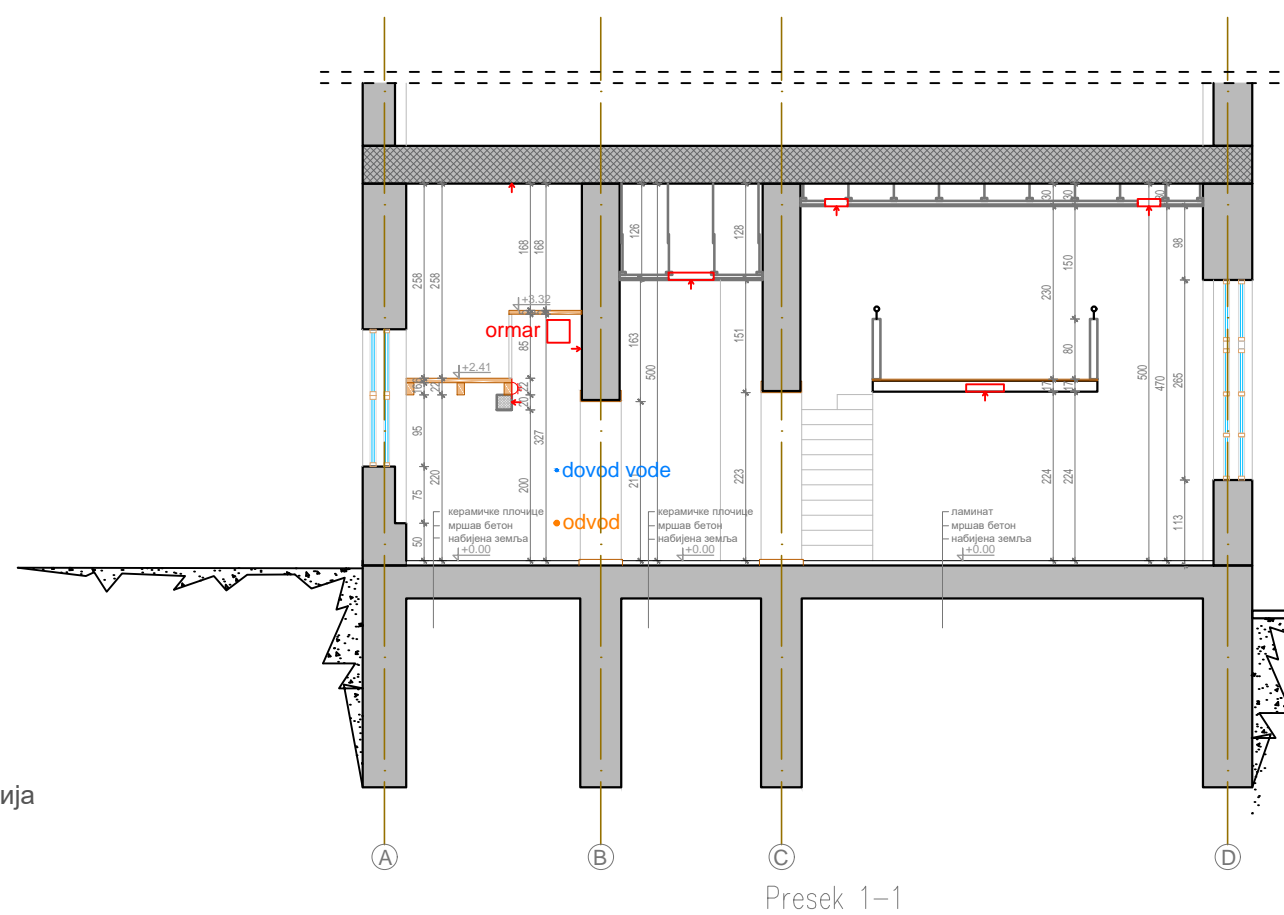 30
30
30
126
128
168
168
98
258
258
150
230
+3.32
ormar
85
163
151
500
80
500
470
265
+2.41
22
22
17
17
20
95
327
dovod vode
220
200
223
224
224
75
odvod
керамичке плочице
мршав бетон
набијена земља
керамичке плочице
мршав бетон
набијена земља
ламинат
мршав бетон
набијена земља
113
50
+0.00
+0.00
+0.00
ија
A
B
C
D
Presek 1–1